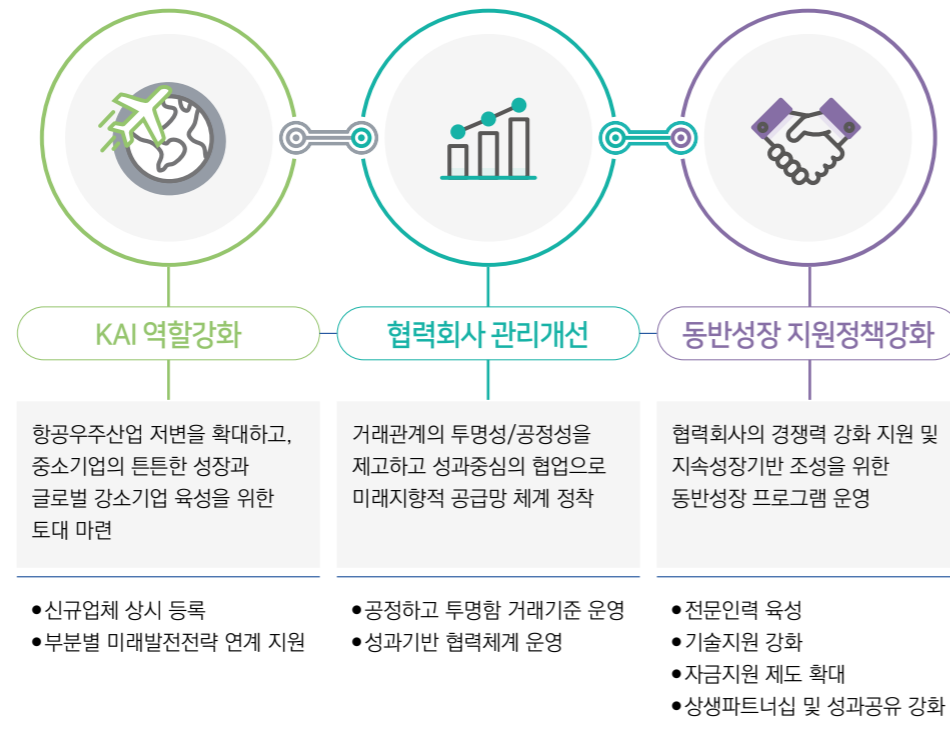 KAI 역할강화
항공우주산업 저변을 확대하고,
중소기업의 튼튼한 성장과
글로벌 강소기업 육성을 위한
토대 마련
●신규업체 상시 등록
●부분별 미래발전전략 연계 지원
협력회사 관리개선
거래관계의 투명성/공정성을
제고하고 성과중심의 협업으로
미래지향적 공급망 체계 정착
●공정하고 투명함 거래기준 운영
●성과기반 협력체계 운영
동반성장 지원정책강화
협력회사의 경쟁력 강화 지원 및
지속성장기반 조성을 위한
동반성장 프로그램 운영
●전문인력 육성
●기술지원 강화
●자금지원 제도 확대
●상생파트너십 및 성과공유 강화